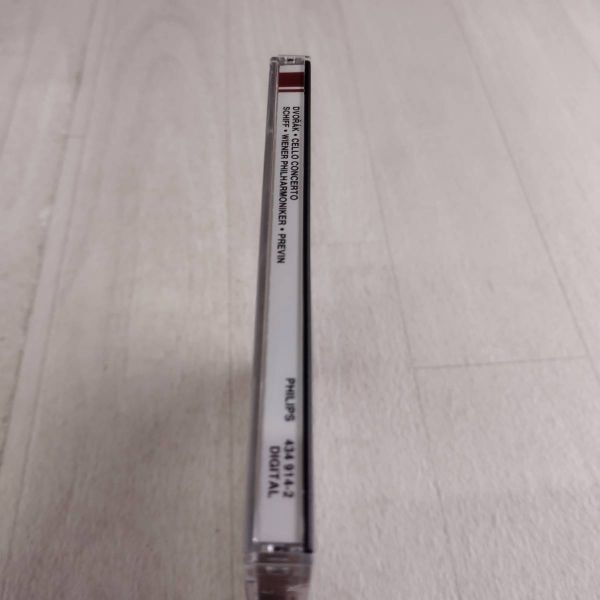 DVOŘÁK • CELLO CONCERTO
SCHIFF • WIENER PHILHARMONIKER • PREVIN
PHILIPS 434 914-2
DIGITAL